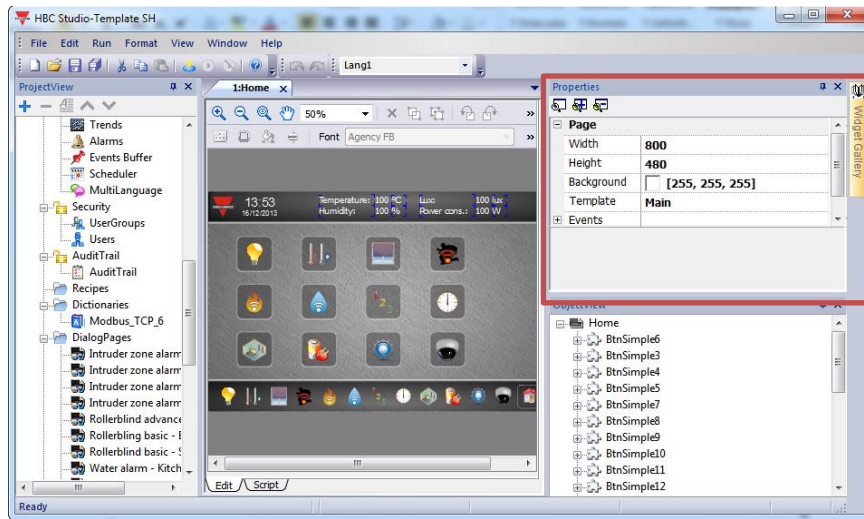 HBC Studio-Template SH
File Edit Run Format View Window Help
Lang1
ProjectView
Trends
Alarms
Events Buffer
Scheduler
MultiLanguage
Security
UserGroups
Users
AuditTrail
AuditTrail
Recipes
Dictionaries
Modbus_TCP_6
DialogPages
Intruder zone alarm
Intruder zone alarm
Intruder zone alarm
Intruder zone alarm
Rollerblind advance
Rollerbling basic - E
Rollerblind basic - S
Water alarm - Kitch
1:Home
50%
Font Agency FB
13:53
16/12/2013
Temperature: 100 ºC Lux: 100 lux
Humidity: 100 % Power cons.: 100 W
Edit Script
Properties
Page
Width 800
Height 480
Background [255, 255, 255]
Template Main
Events
Widget Gallery
ObjectView
Home
BtnSimple6
BtnSimple3
BtnSimple4
BtnSimple5
BtnSimple7
BtnSimple8
BtnSimple9
BtnSimple10
BtnSimple11
BtnSimple12
Ready